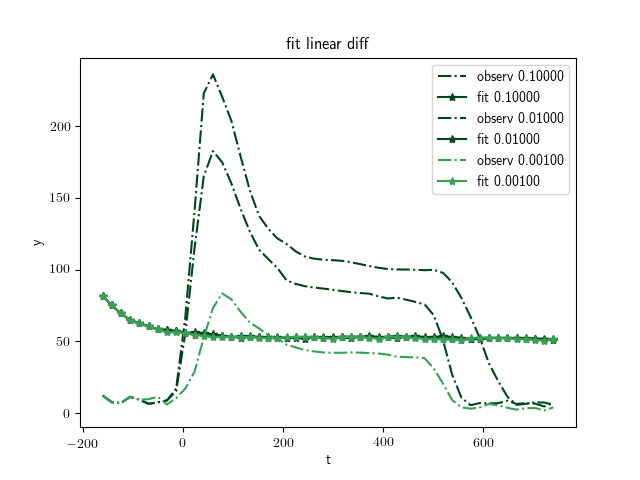 fit linear diff
observ 0.10000
fit 0.10000
observ 0.01000
fit 0.01000
observ 0.00100
fit 0.00100
200
150
100
50
0
y
−200 0 200 400 600
t